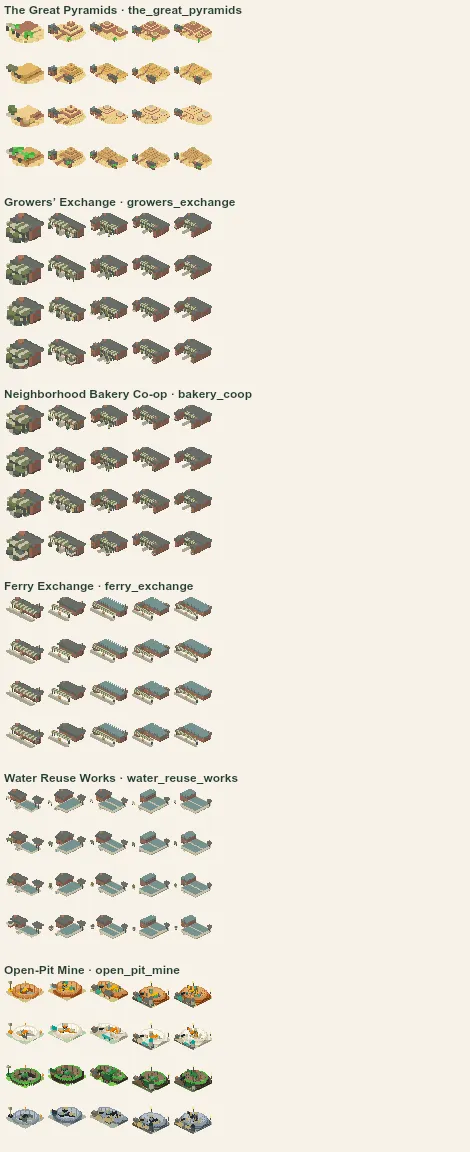 The Great Pyramids · the_great_pyramids
Growers’ Exchange · growers_exchange
Neighborhood Bakery Co-op · bakery_coop
Ferry Exchange · ferry_exchange
Water Reuse Works · water_reuse_works
Open-Pit Mine · open_pit_mine